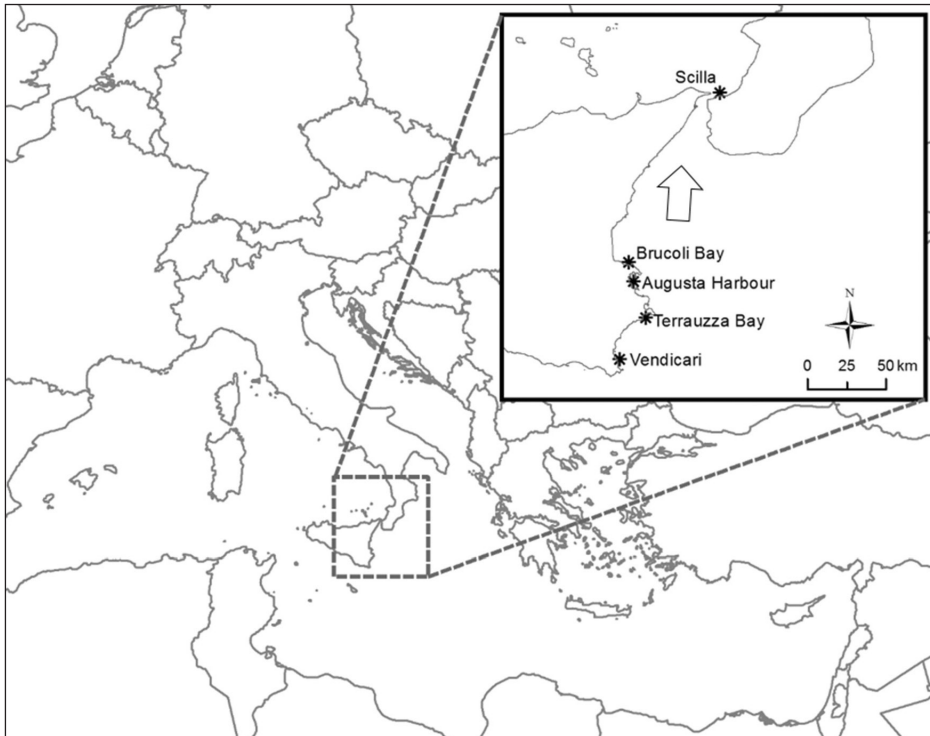 Scilla
Brucoli Bay
Augusta Harbour
Terrauzza Bay
Vendicari
N
0 25 50 km